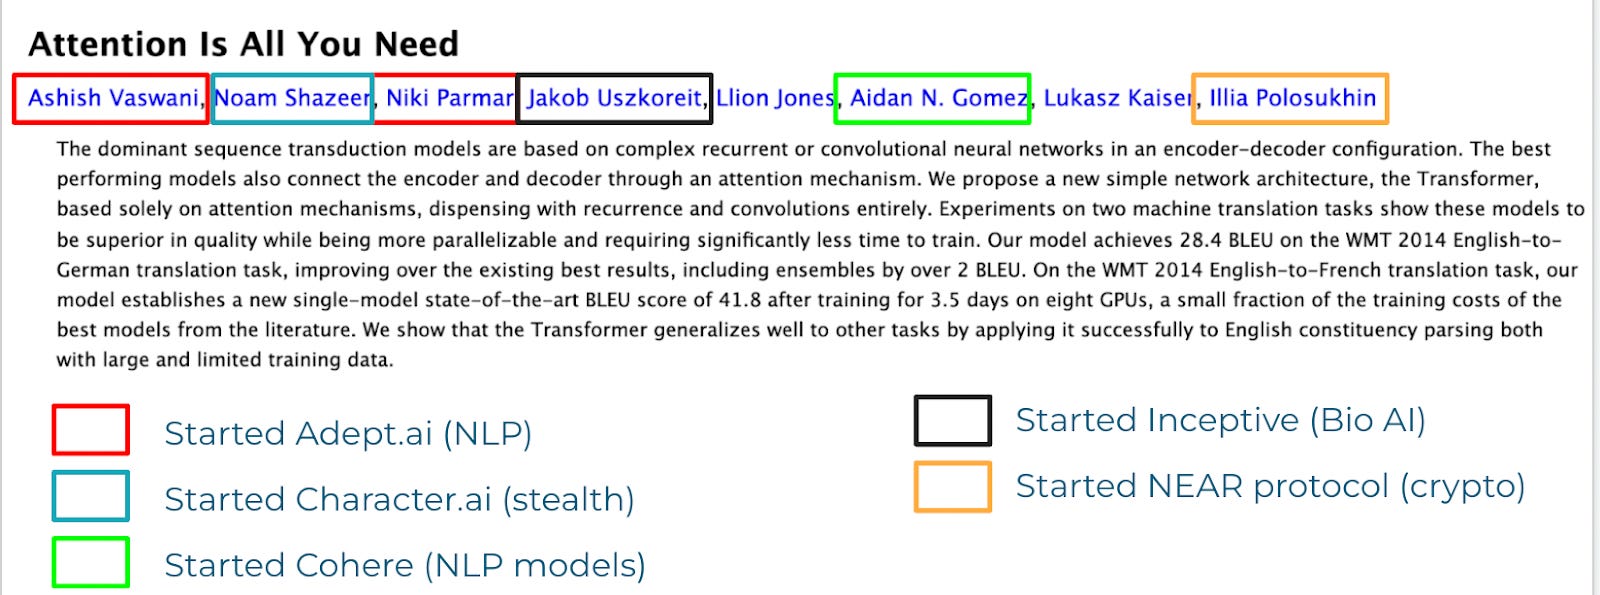 Attention Is All You Need
Ashish Vaswani, Noam Shazeer, Niki Parmar, Jakob Uszkoreit, Llion Jones, Aidan N. Gomez, Lukasz Kaiser, Illia Polosukhin
The dominant sequence transduction models are based on complex recurrent or convolutional neural networks in an encoder-decoder configuration. The best
performing models also connect the encoder and decoder through an attention mechanism. We propose a new simple network architecture, the Transformer,
based solely on attention mechanisms, dispensing with recurrence and convolutions entirely. Experiments on two machine translation tasks show these models to
be superior in quality while being more parallelizable and requiring significantly less time to train. Our model achieves 28.4 BLEU on the WMT 2014 English-to-
German translation task, improving over the existing best results, including ensembles by over 2 BLEU. On the WMT 2014 English-to-French translation task, our
model establishes a new single-model state-of-the-art BLEU score of 41.8 after training for 3.5 days on eight GPUs, a small fraction of the training costs of the
best models from the literature. We show that the Transformer generalizes well to other tasks by applying it successfully to English constituency parsing both
with large and limited training data.
Started Adept.ai (NLP)
Started Character.ai (stealth)
Started Cohere (NLP models)
Started Inceptive (Bio AI)
Started NEAR protocol (crypto)